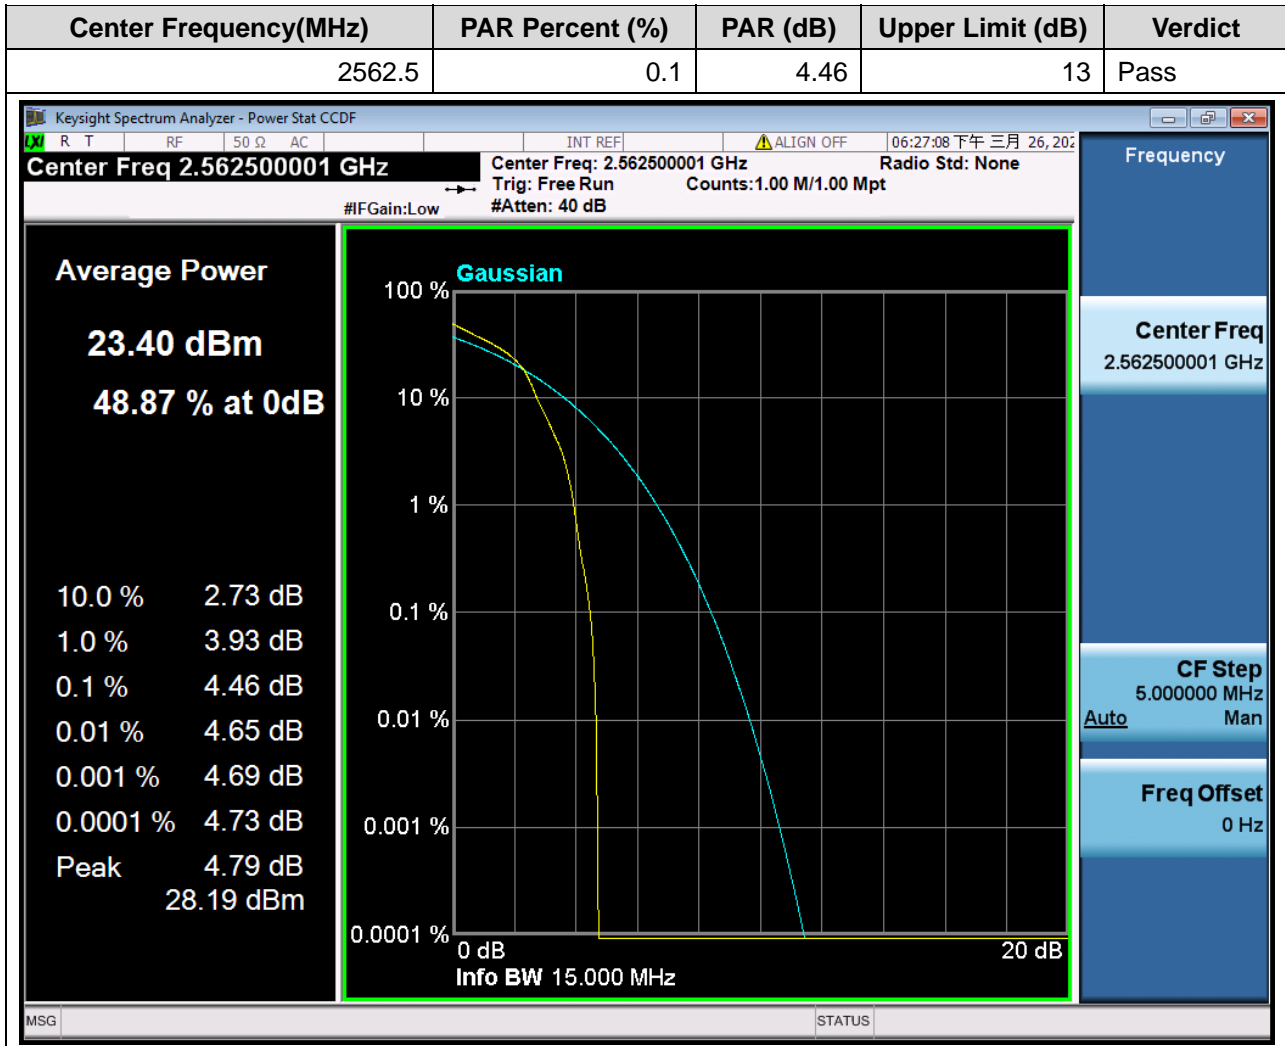 Center Frequency(MHz) PAR Percent (%) PAR (dB) Upper Limit (dB) Verdict
2562.5 0.1 4.46 13 Pass
Keysight Spectrum Analyzer - Power Stat CCDF
LXI R T RF 50 Ω AC INT REF ALIGN OFF 06:27:08 下午 三月 26, 202
Center Freq 2.562500001 GHz
Center Freq: 2.562500001 GHz Radio Std: None
Trig: Free Run Counts:1.00 M/1.00 Mpt
#IFGain:Low #Atten: 40 dB
Average Power
23.40 dBm
48.87 % at 0dB
10.0 % 2.73 dB
1.0 % 3.93 dB
0.1 % 4.46 dB
0.01 % 4.65 dB
0.001 % 4.69 dB
0.0001 % 4.73 dB
Peak 4.79 dB
28.19 dBm
Gaussian
100 %
10 %
1 %
0.1 %
0.01 %
0.001 %
0.0001 %
0 dB 20 dB
Info BW 15.000 MHz
Frequency
Center Freq
2.562500001 GHz
CF Step
5.000000 MHz
Auto Man
Freq Offset
0 Hz
MSG STATUS